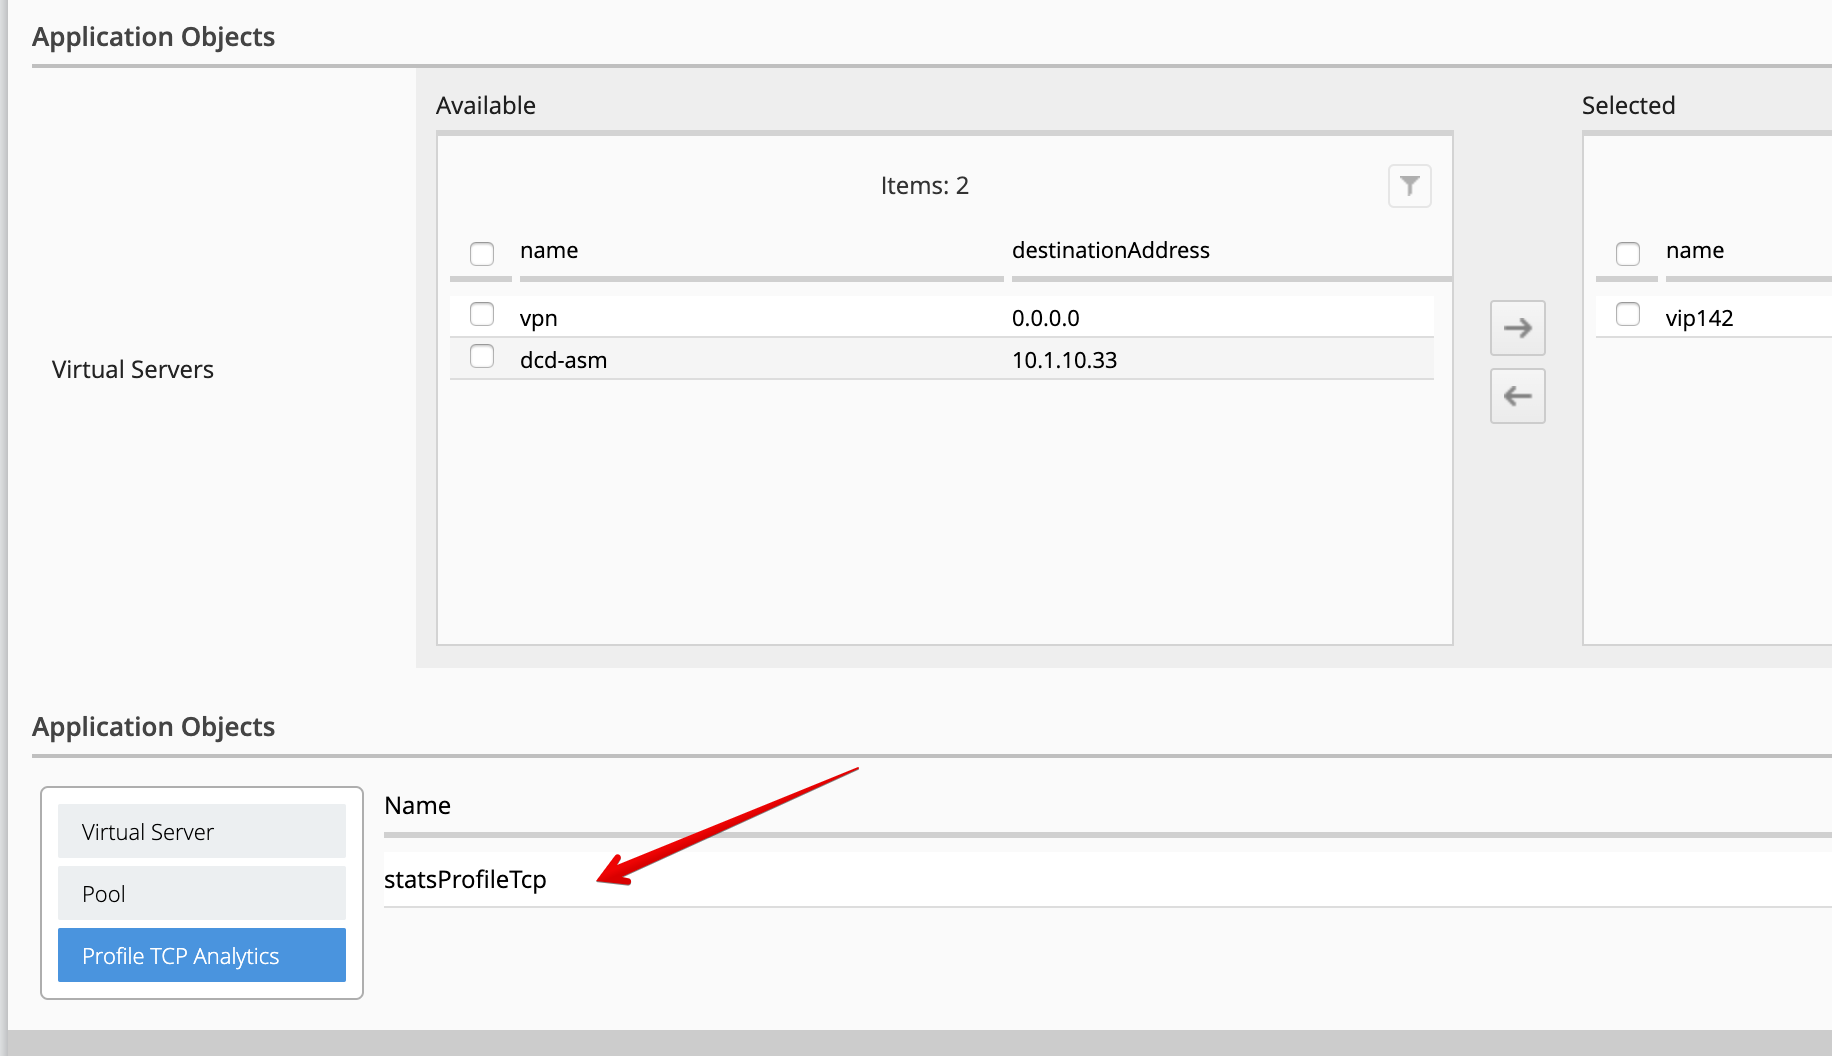 Application Objects
Available
Selected
Items: 2
name destinationAddress
name
vpn 0.0.0.0
vip142
dcd-asm 10.1.10.33
Virtual Servers
Application Objects
Virtual Server
Pool
Profile TCP Analytics
Name
statsProfileTcp